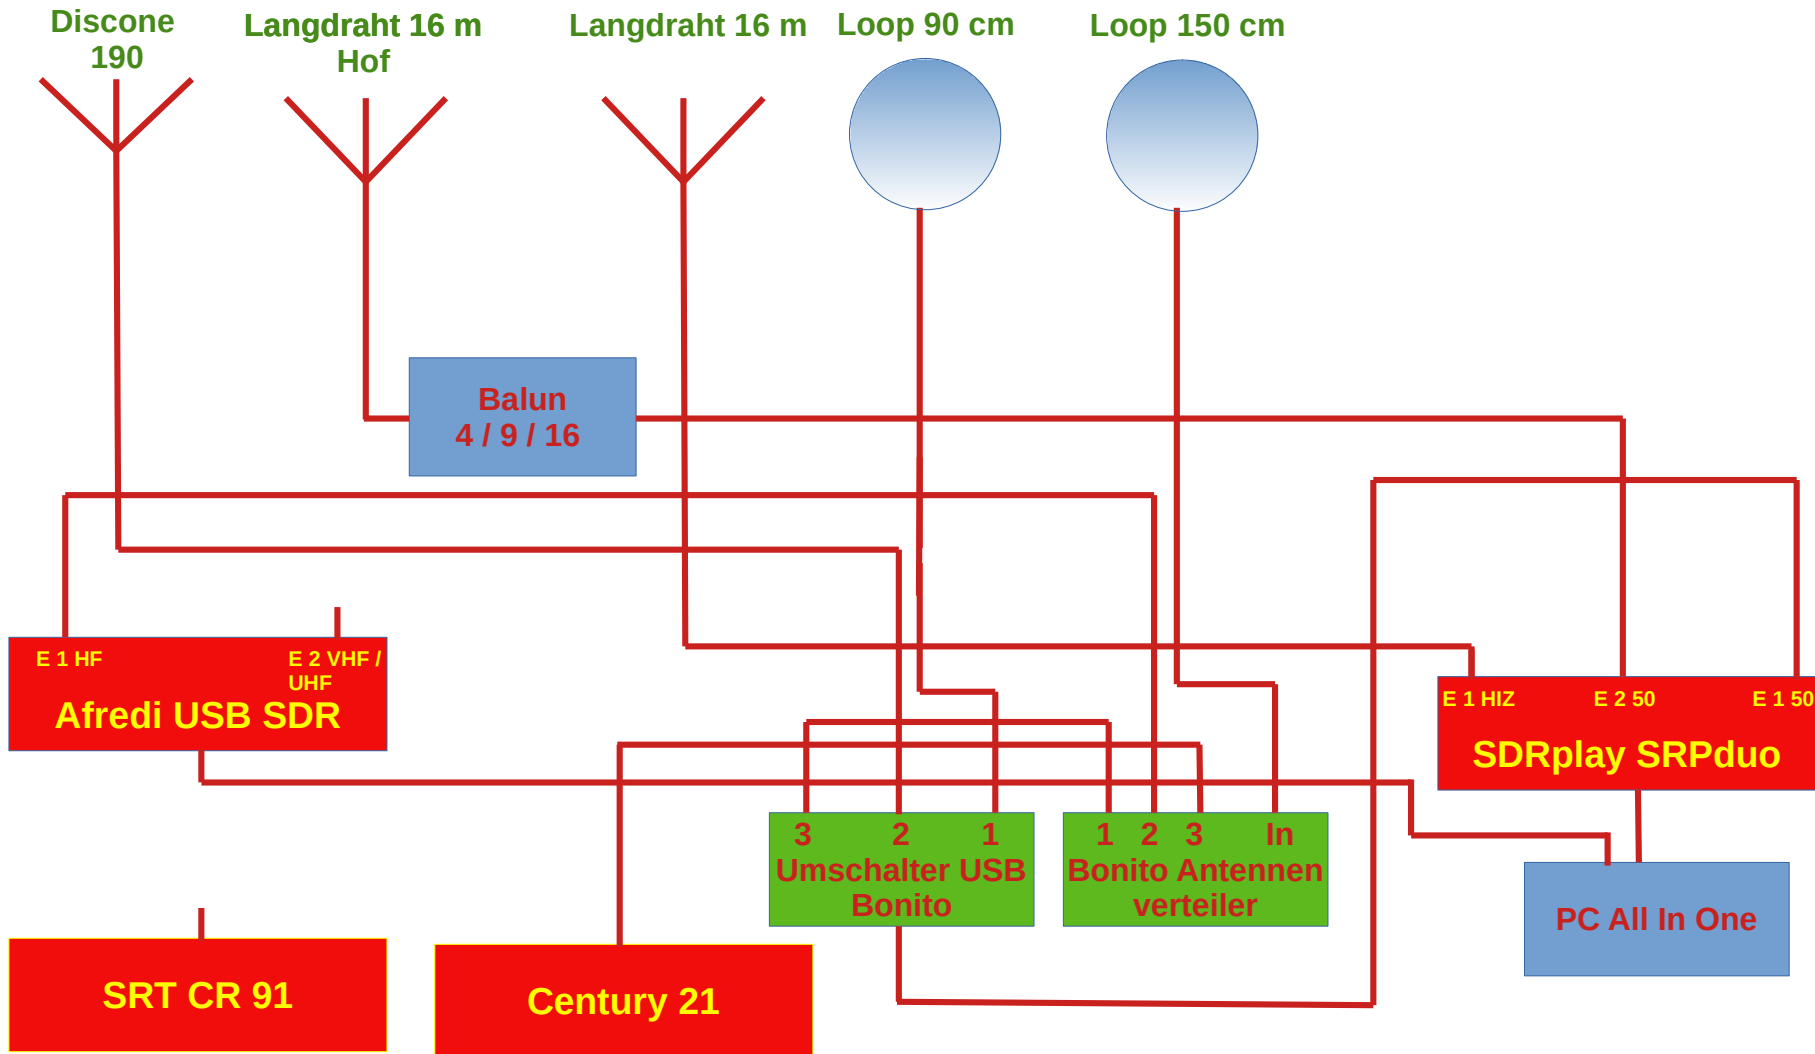 Discone
190
Langdraht 16 m
Hof
Langdraht 16 m
Loop 90 cm
Loop 150 cm
Balun
4 / 9 / 16
E 1 HF
E 2 VHF /
UHF
Afredi USB SDR
E 1 HIZ
E 2 50
E 1 50
SDRplay SRPduo
3 2 1
Umschalter USB
Bonito
1 2 3 In
Bonito Antennen
verteiler
PC All In One
SRT CR 91
Century 21